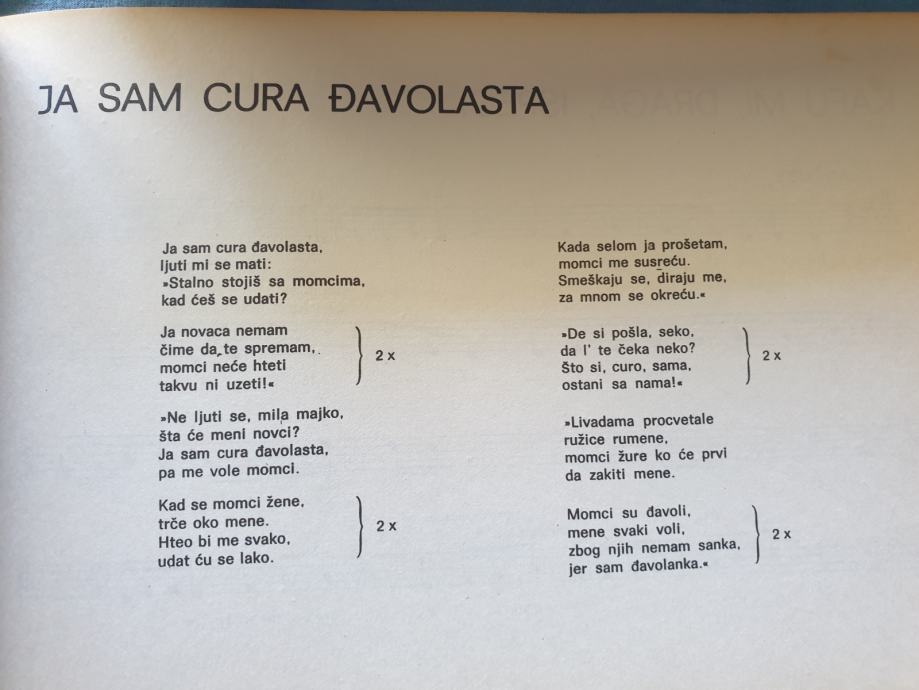 JA SAM CURA ĐAVOLASTA
Ja sam cura đavolasta,
ljuti mi se mati:
»Stalno stojiš sa momcima,
kad ćeš se udati?
Ja novaca nemam
čime da te spremam,
momci neće hteti
takvu ni uzeti!«
2 x
»Ne ljuti se, mila majko,
šta će meni novci?
Ja sam cura đavolasta,
pa me vole momci.
Kad se momci žene,
trče oko mene.
Hteo bi me svako,
udat ću se lako.
2 x
Kada selom ja prošetam,
momci me susreću.
Smeškaju se, diraju me,
za mnom se okreću.«
»De si pošla, seko,
da l' te čeka neko?
Što si, curo, sama,
ostani sa nama!«
2 x
»Livadama procvetale
ružice rumene,
momci žure ko će prvi
da zakiti mene.
Momci su đavoli,
mene svaki voli,
zbog njih nemam sanka,
jer sam đavolanka.«
2 x